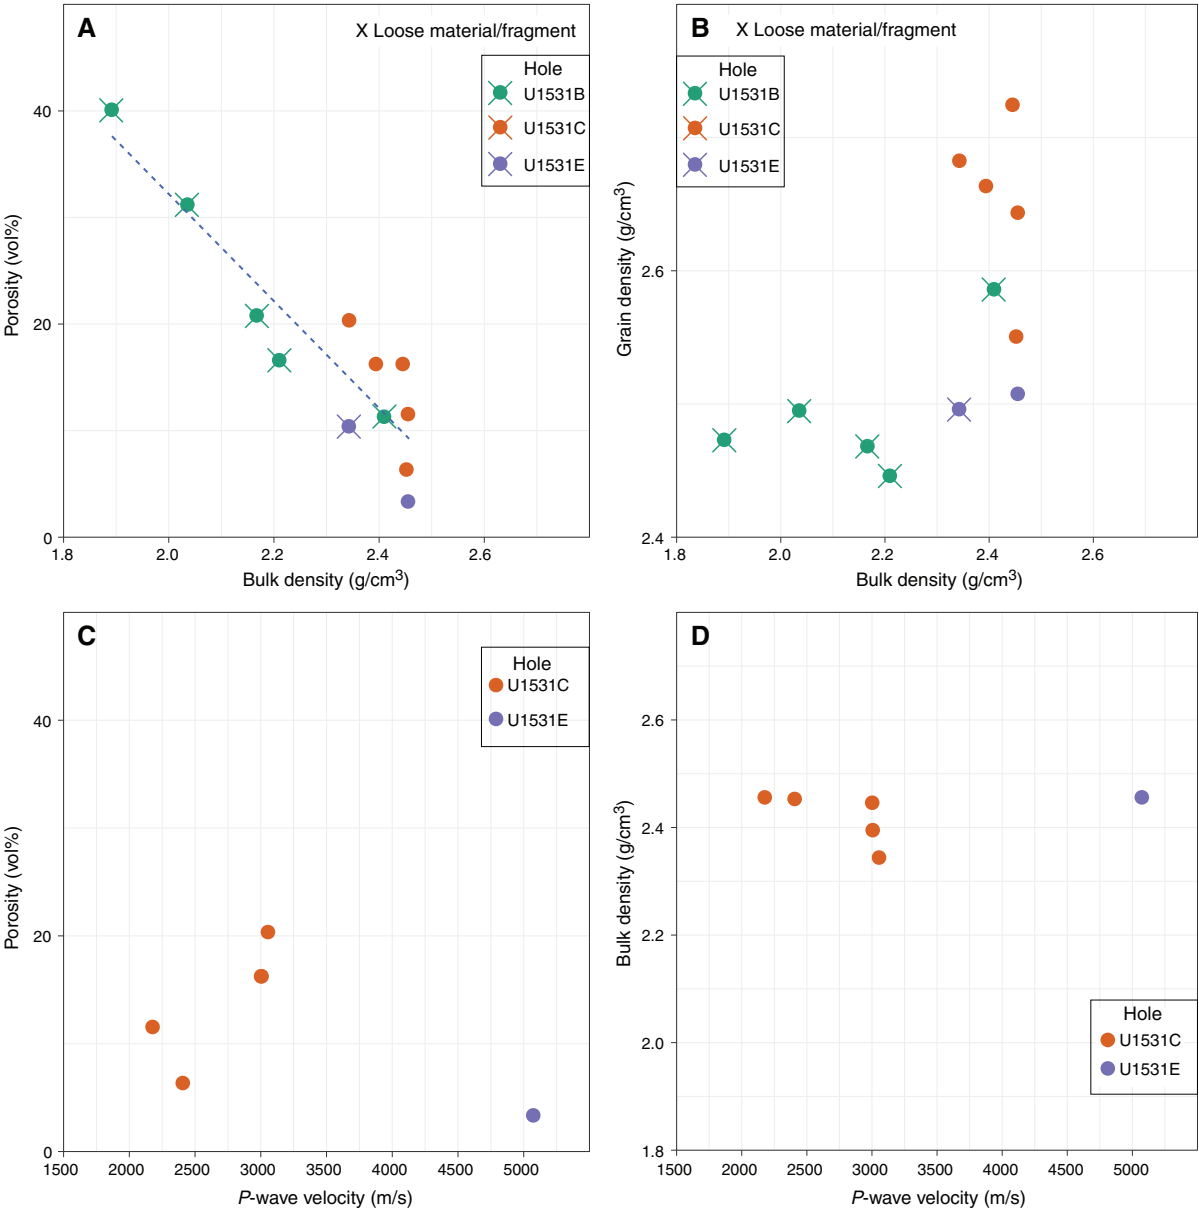 A
X Loose material/fragment
Hole
U1531B
U1531C
U1531E
40
20
0
1.8 2.0 2.2 2.4 2.6
Porosity (vol%)
Bulk density (g/cm³)
B
X Loose material/fragment
Hole
U1531B
U1531C
U1531E
2.6
2.4
1.8 2.0 2.2 2.4 2.6
Grain density (g/cm³)
Bulk density (g/cm³)
C
Hole
U1531C
U1531E
40
20
0
1500 2000 2500 3000 3500 4000 4500 5000
Porosity (vol%)
P-wave velocity (m/s)
D
2.6
2.4
2.2
2.0
1.8
Hole
U1531C
U1531E
1500 2000 2500 3000 3500 4000 4500 5000
Bulk density (g/cm³)
P-wave velocity (m/s)